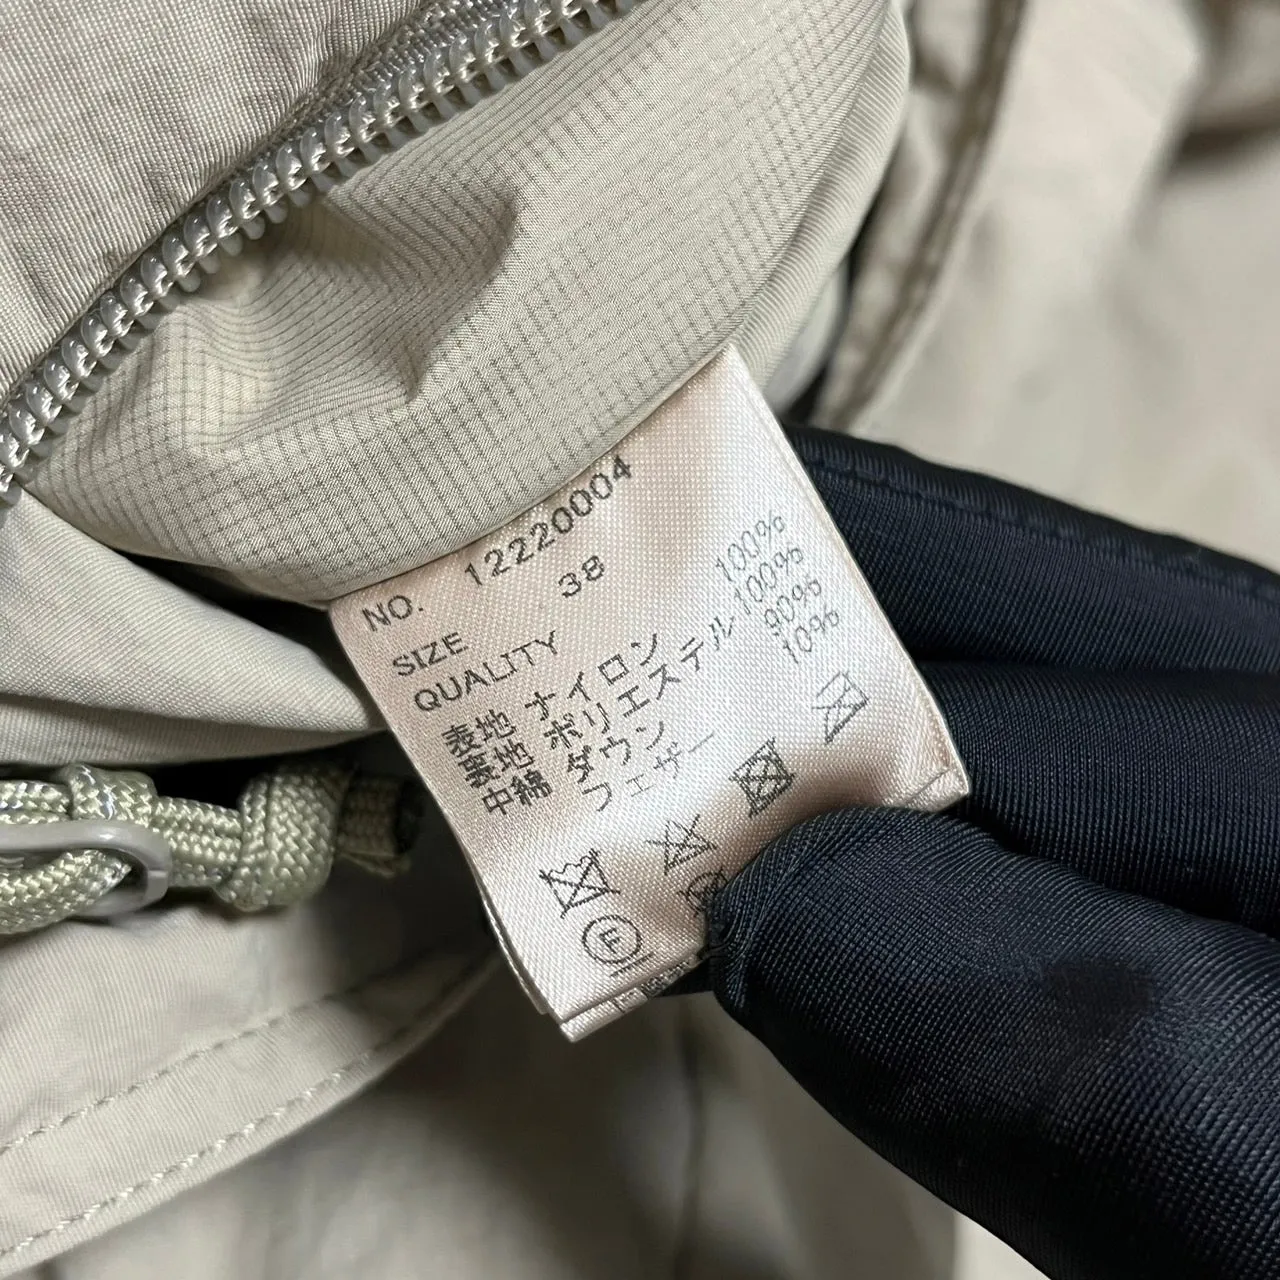 NO. 12220004
SIZE 38
QUALITY
表地 ナイロン 100%
裏地 ポリエステル 100%
中綿 ダウン 90%
フェザー 10%
F